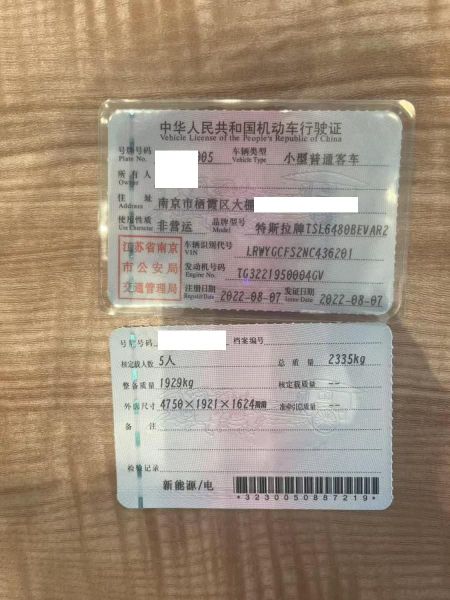 中华人民共和国机动车行驶证
Vehicle License of the People's Republic of China
号牌号码 005 车辆类型 小型普通客车
Plate No. Vehicle Type
所有人
Owner
住址 南京市栖霞区大棚
Address
使用性质 非营运 品牌型号 特斯拉牌TSL6480BEVAR2
Use Character Model
江苏省南京 车辆识别代号 LRWYGCFS2NC436201
VIN
市公安局 发动机号码 TG3221950004GV
Engine No.
交通管理局 注册日期 2022-08-07 发证日期 2022-08-07
Register Date Issue Date
号牌号码 档案编号
核定载人数 5人 总质量 2335kg
整备质量 1929kg 核定载质量 --
外廓尺寸 4750×1921×1624mm 准牵引总质量 --
备注
检验记录
新能源/电
*3230050887219*